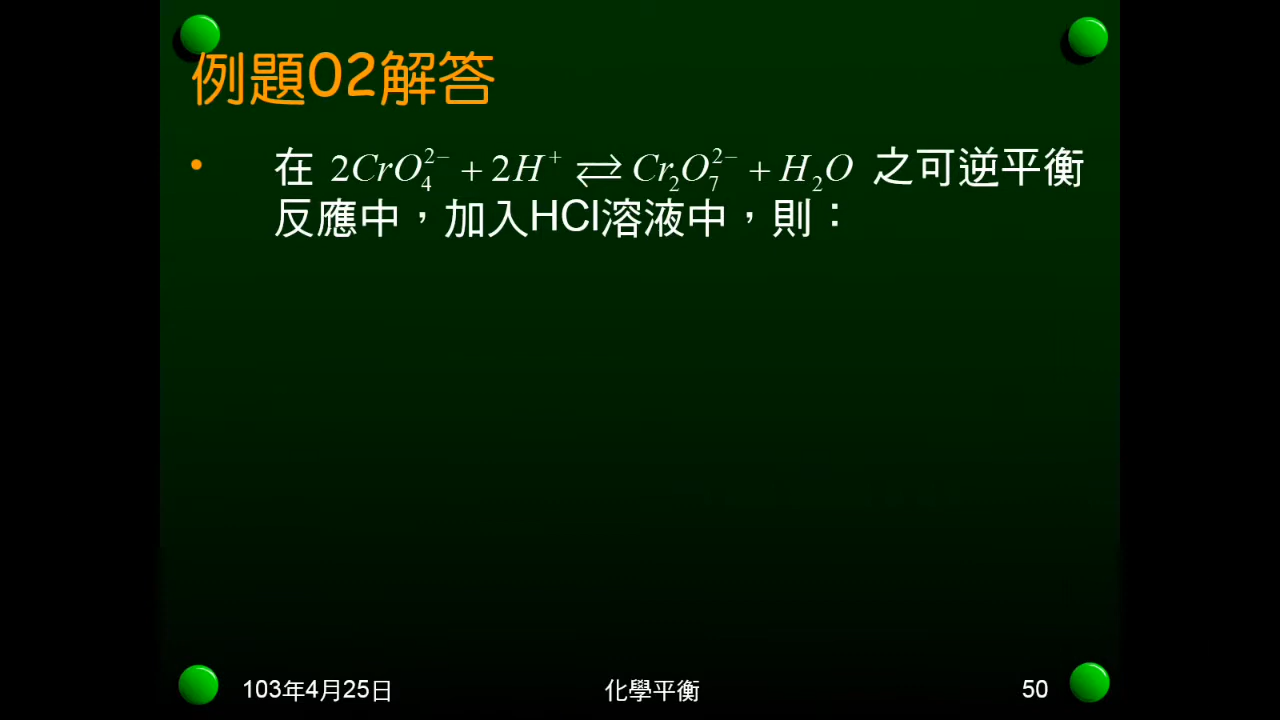 例題02解答
• 在 2CrO₄²⁻ + 2H⁺ ⇄ Cr₂O₇²⁻ + H₂O 之可逆平衡
反應中，加入HCl溶液中，則：
103年4月25日 化學平衡 50